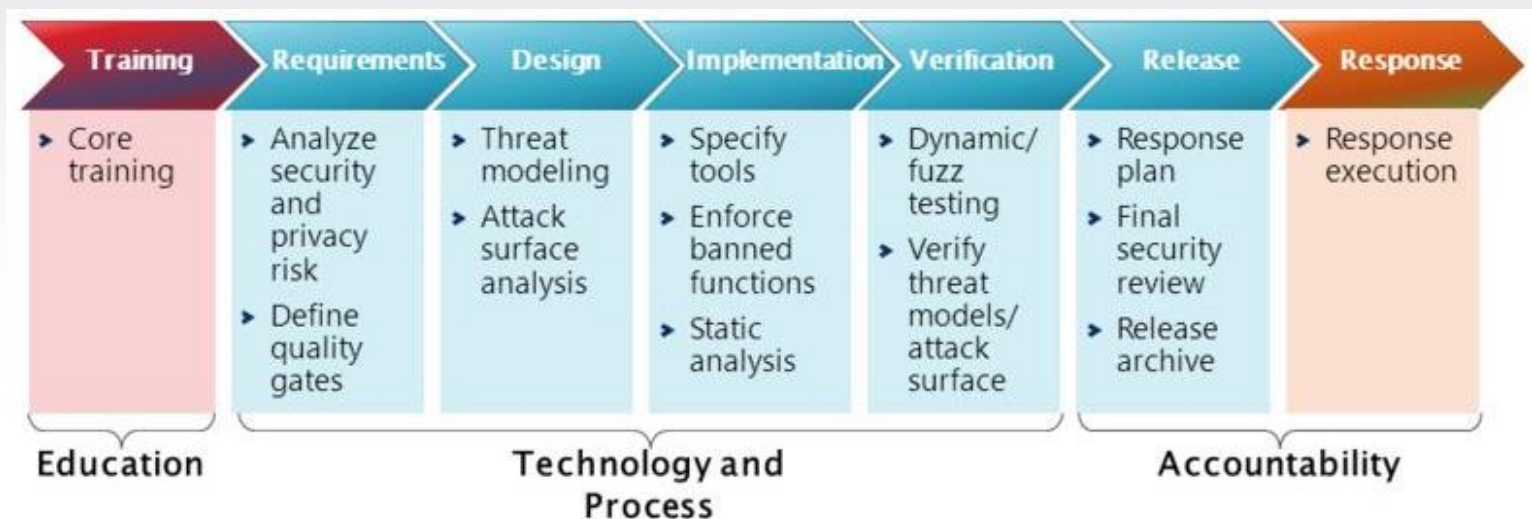 Training
Requirements
Design
Implementation
Verification
Release
Response
Core
training
Analyze
security
and
privacy
risk
Define
quality
gates
Threat
modeling
Attack
surface
analysis
Specify
tools
Enforce
banned
functions
Static
analysis
Dynamic/
fuzz
testing
Verify
threat
models/
attack
surface
Response
plan
Final
security
review
Release
archive
Response
execution
Education
Technology and
Process
Accountability